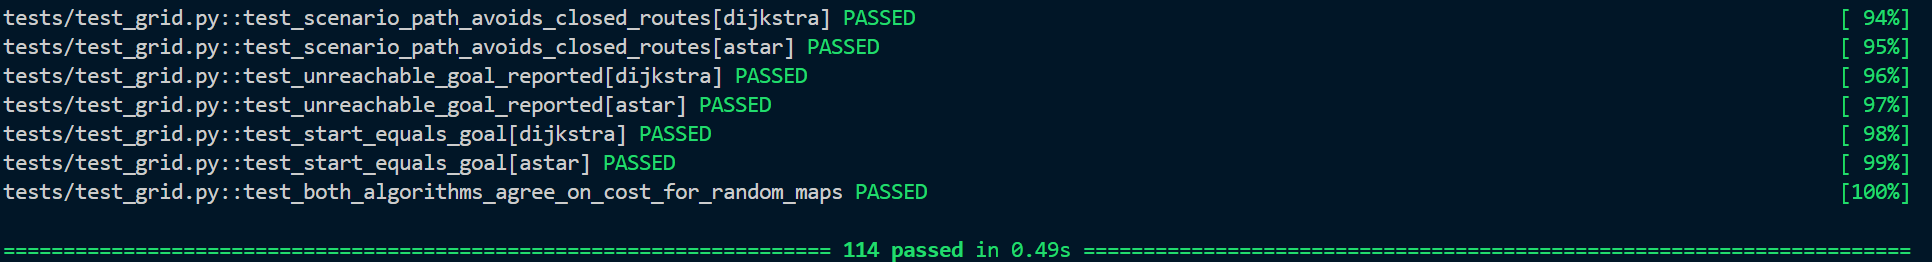 tests/test_grid.py::test_scenario_path_avoids_closed_routes[dijkstra] PASSED [ 94%]
tests/test_grid.py::test_scenario_path_avoids_closed_routes[astar] PASSED [ 95%]
tests/test_grid.py::test_unreachable_goal_reported[dijkstra] PASSED [ 96%]
tests/test_grid.py::test_unreachable_goal_reported[astar] PASSED [ 97%]
tests/test_grid.py::test_start_equals_goal[dijkstra] PASSED [ 98%]
tests/test_grid.py::test_start_equals_goal[astar] PASSED [ 99%]
tests/test_grid.py::test_both_algorithms_agree_on_cost_for_random_maps PASSED [100%]
===================================================================== 114 passed in 0.49s =====================================================================